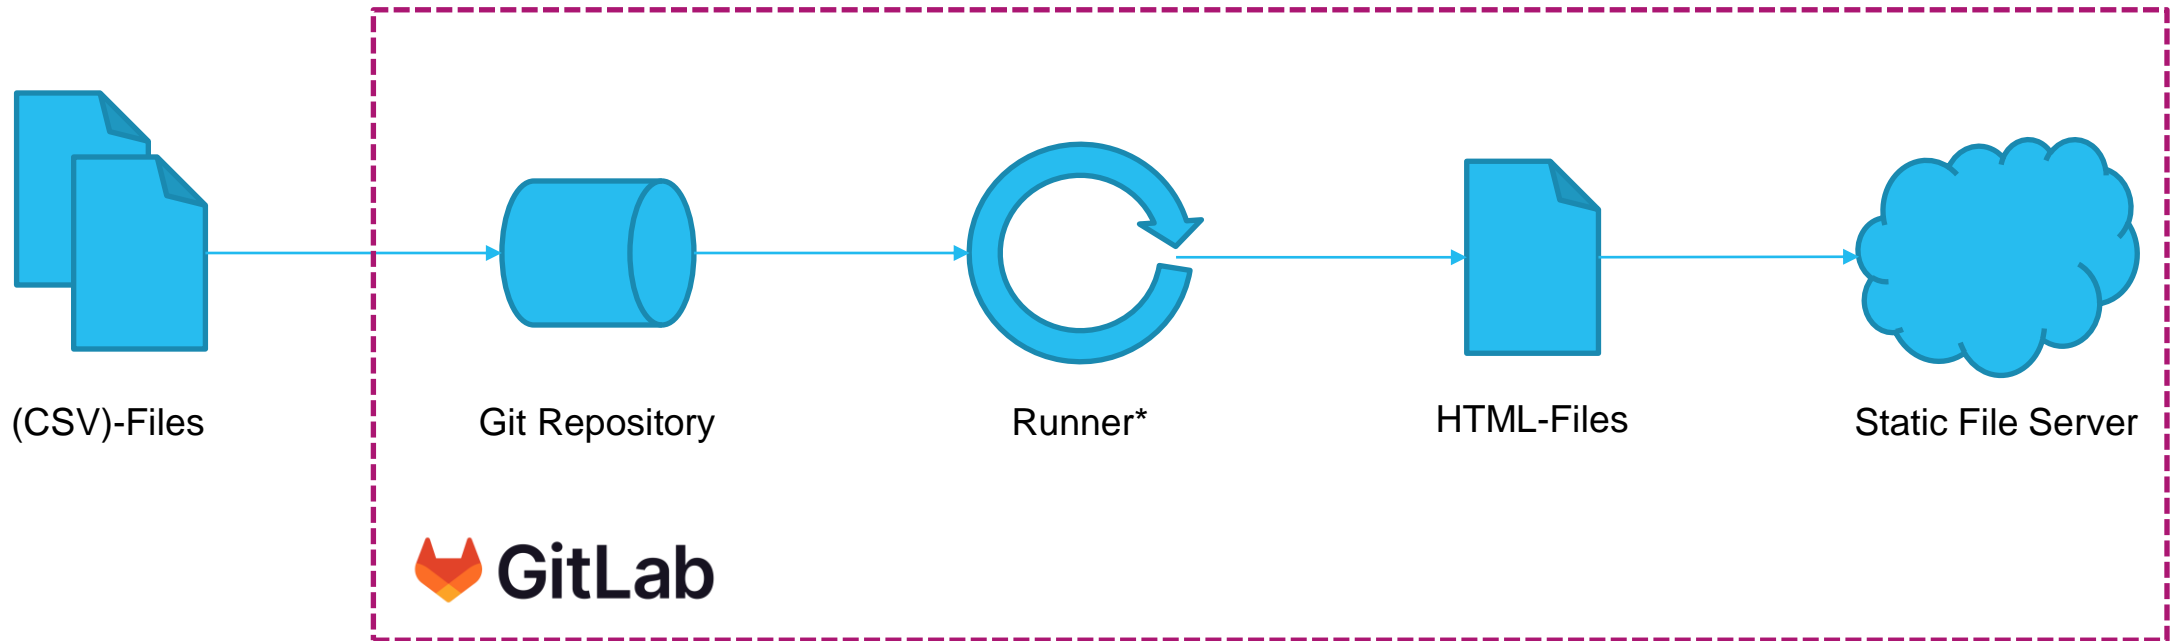 (CSV)-Files
Git Repository
Runner*
HTML-Files
Static File Server
GitLab